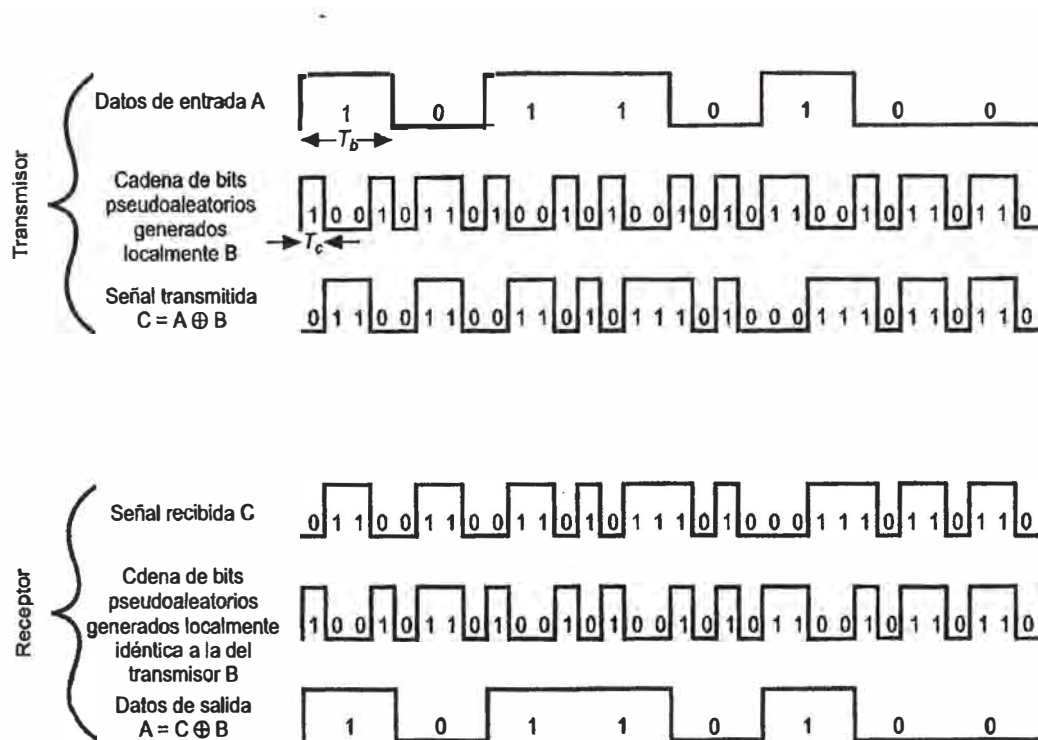 Transmisor
Datos de entrada A
1 0 1 1 0 1 0 0
T_b
Cadena de bits
pseudoaleatorios
generados
localmente B
1 0 0 1 0 1 1 0 1 0 0 1 0 1 0 0 1 0 1 0 1 1 0 0 1 0 1 1 0 1 1 0
T_c
Señal transmitida
C = A ⊕ B
0 1 1 0 0 1 1 0 0 1 1 0 1 0 1 1 1 0 1 0 0 0 1 1 1 0 1 1 0 1 1 0
Receptor
Señal recibida C
0 1 1 0 0 1 1 0 0 1 1 0 1 0 1 1 1 0 1 0 0 0 1 1 1 0 1 1 0 1 1 0
Cdena de bits
pseudoaleatorios
generados localmente
idéntica a la del
transmisor B
1 0 0 1 0 1 1 0 1 0 0 1 0 1 0 0 1 0 1 0 1 1 0 0 1 0 1 1 0 1 1 0
Datos de salida
A = C ⊕ B
1 0 1 1 0 1 0 0